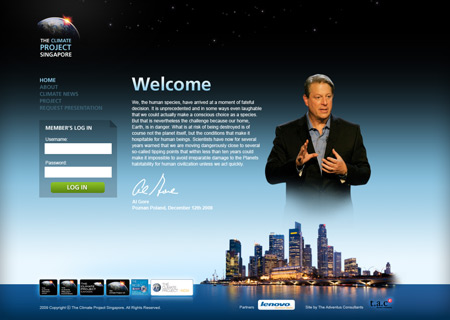 THE CLIMATE
PROJECT
SINGAPORE
HOME
ABOUT
CLIMATE NEWS
PROJECT
REQUEST PRESENTATION
MEMBER'S LOG IN
Username:
Password:
LOG IN
Welcome
We, the human species, have arrived at a moment of fateful
decision. It is unprecedented and in some ways even laughable
that we could actually make a conscious choice as a species.
But that is nevertheless the challenge because our home,
Earth, is in danger. What is at risk of being destroyed is of
course not the planet itself, but the conditions that make it
hospitable for human beings. Scientists have now for several
years warned that we are moving dangerously close to several
so-called tipping points that within less than ten years could
make it impossible to avoid irreparable damage to the Planets
habitability for human civilization unless we act quickly.
Al Gore
Poznan Poland, December 12th 2008
2009 Copyright © The Climate Project Singapore, All Rights Reserved.
Partners
lenovo
Site by The Adventus Consultants
t.a.c